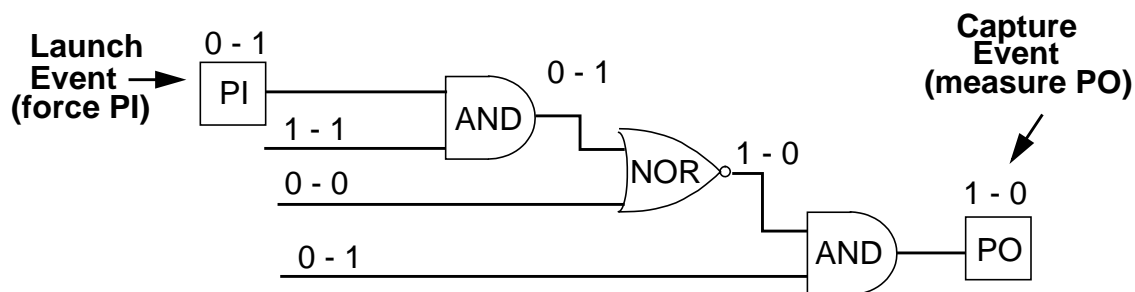 Launch
Event
(force PI)
0 - 1
PI
1 - 1
AND
0 - 1
0 - 0
NOR
1 - 0
0 - 1
AND
Capture
Event
(measure PO)
1 - 0
PO